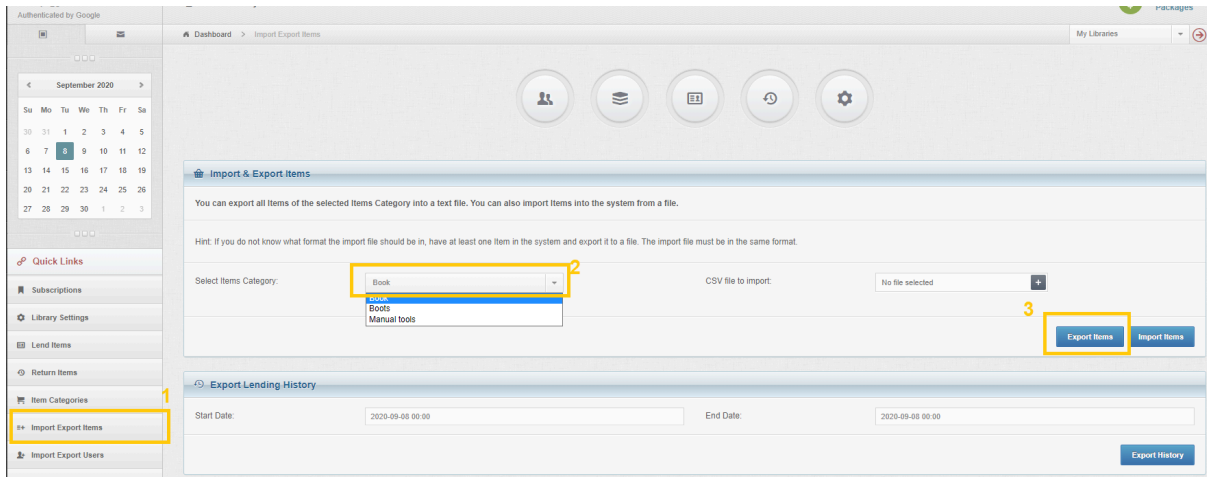 Authenticated by Google
Packages
Dashboard > Import Export Items
My Libraries
September 2020
Su Mo Tu We Th Fr Sa
30 31 1 2 3 4 5
6 7 8 9 10 11 12
13 14 15 16 17 18 19
20 21 22 23 24 25 26
27 28 29 30 1 2 3
Quick Links
Subscriptions
Library Settings
Lend Items
Return Items
Item Categories
1
Import Export Items
Import Export Users
Import & Export Items
You can export all Items of the selected Items Category into a text file. You can also import Items into the system from a file.
Hint: If you do not know what format the import file should be in, have at least one Item in the system and export it to a file. The import file must be in the same format.
Select Items Category:
Book
2
Book
Boots
Manual tools
CSV file to import:
No file selected
3
Export Items
Import Items
Export Lending History
Start Date:
2020-09-08 00:00
End Date:
2020-09-08 00:00
Export History